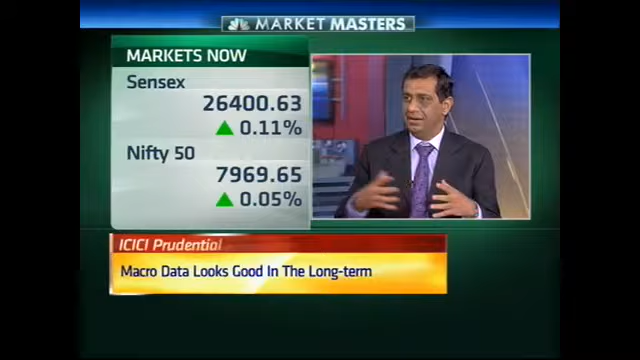 MARKET MASTERS
MARKETS NOW
Sensex
26400.63
0.11%
Nifty 50
7969.65
0.05%
ICICI Prudential
Macro Data Looks Good In The Long-term